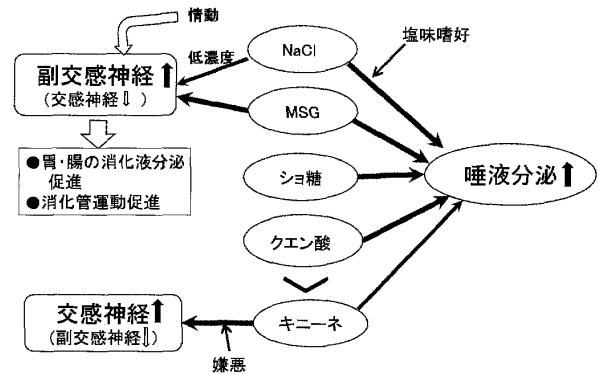 情動
NaCl
塩味嗜好
低濃度
副交感神経⬆
(交感神経⇩)
MSG
●胃・腸の消化液分泌
促進
●消化管運動促進
ショ糖
唾液分泌⬆
クエン酸
交感神経⬆
(副交感神経⇩)
キニーネ
嫌悪